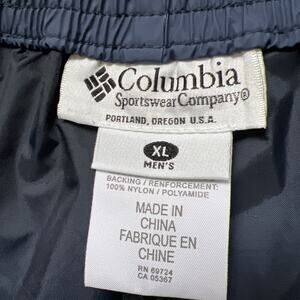 Columbia
Sportswear Company®
PORTLAND, OREGON U.S.A.
XL
MEN'S
BACKING / REINFORCEMENT:
100% NYLON / POLYAMIDE
MADE IN
CHINA
FABRIQUE EN
CHINE
RN 69724
CA 05367